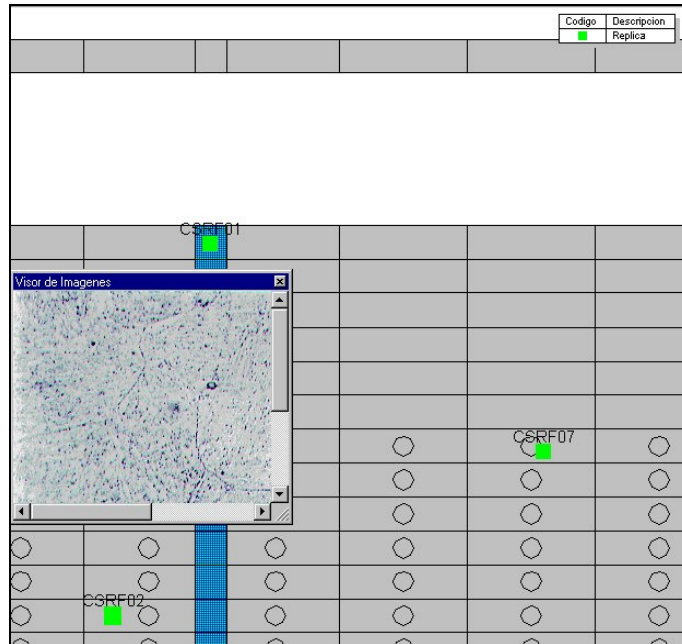 Codigo Descripcion
Replica
CSRF01
Visor de Imagenes
CSRF07
CSRF02